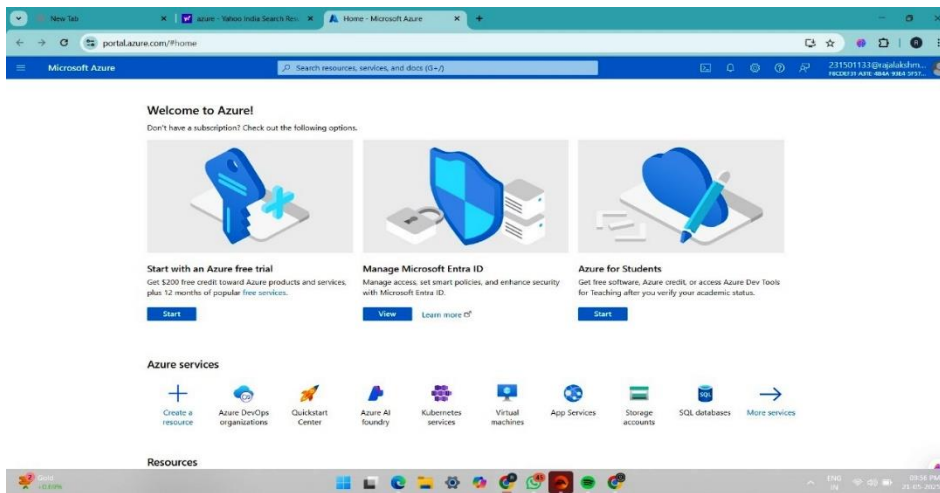 New Tab
azure - Yahoo India Search Res
Home - Microsoft Azure
portal.azure.com/#home
Microsoft Azure
Search resources, services, and docs (G+/)
231501133@rajalakshm...
Welcome to Azure!
Don't have a subscription? Check out the following options.
Start with an Azure free trial
Get $200 free credit toward Azure products and services,
plus 12 months of popular free services.
Start
Manage Microsoft Entra ID
Manage access, set smart policies, and enhance security
with Microsoft Entra ID.
View
Learn more
Azure for Students
Get free software, Azure credit, or access Azure Dev Tools
for Teaching after you verify your academic status.
Start
Azure services
Create a
resource
Azure DevOps
organizations
Quickstart
Center
Azure AI
foundry
Kubernetes
services
Virtual
machines
App Services
Storage
accounts
SQL
SQL databases
More services
Resources
Gold
ENG
IN